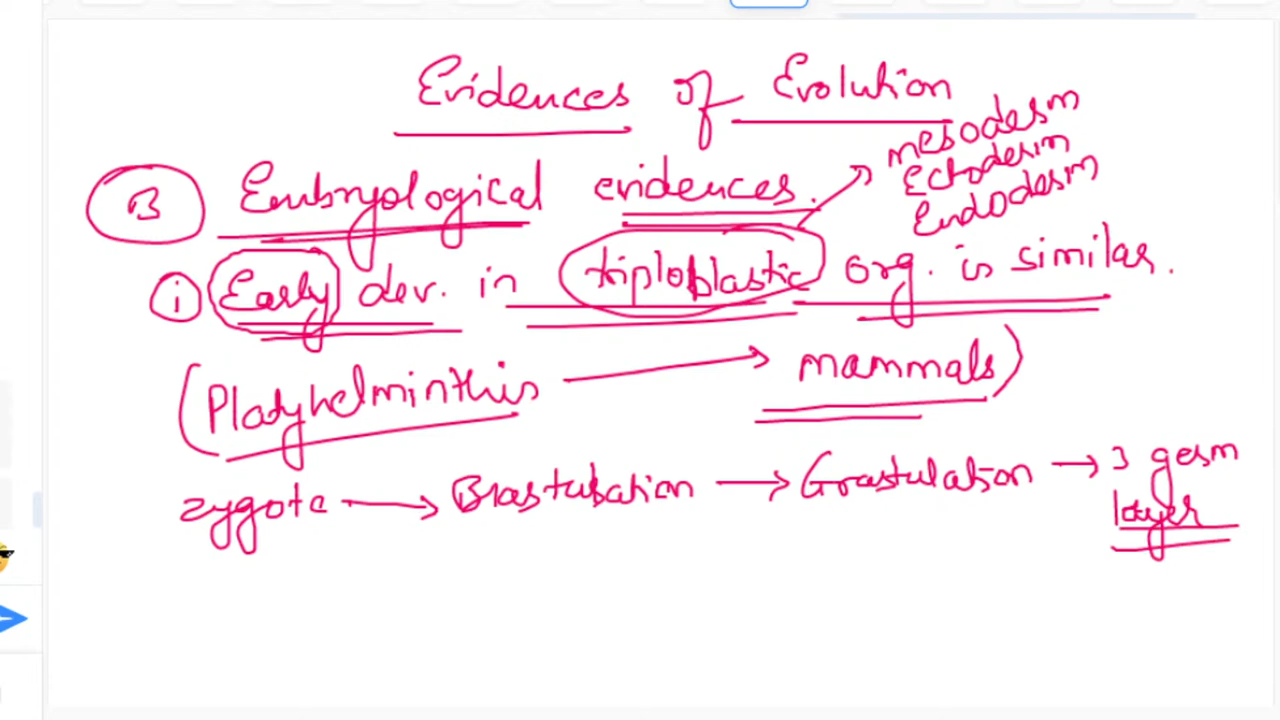 Evidences of Evolution
B Embryological evidences.
mesoderm
Ectoderm
Endoderm
i Early dev. in triploblastic org. is similar.
(Platyhelminthis → mammals)
zygote → Blastulation → Grastulation → 3 germ
layer